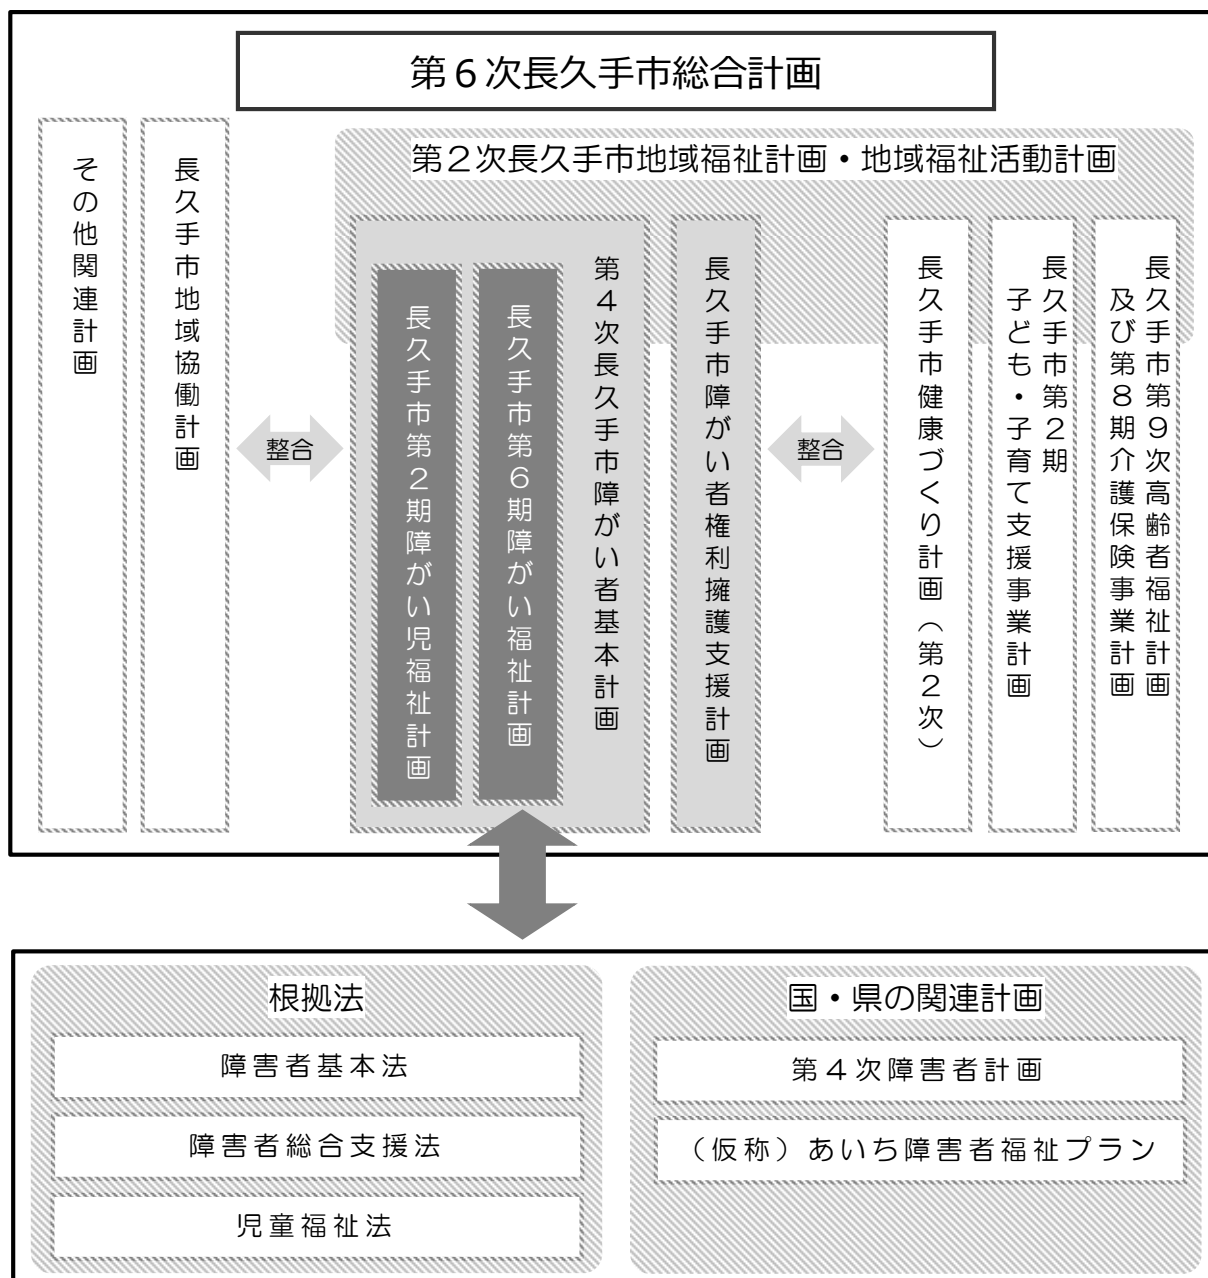 第６次長久手市総合計画
第２次長久手市地域福祉計画・地域福祉活動計画
その他関連計画
長久手市地域協働計画
整合
長久手市第２期障がい児福祉計画
長久手市第６期障がい福祉計画
第４次長久手市障がい者基本計画
長久手市障がい者権利擁護支援計画
整合
長久手市健康づくり計画（第２次）
長久手市第２期
子ども・子育て支援事業計画
長久手市第９次高齢者福祉計画
及び第８期介護保険事業計画
根拠法
障害者基本法
障害者総合支援法
児童福祉法
国・県の関連計画
第４次障害者計画
（仮称）あいち障害者福祉プラン